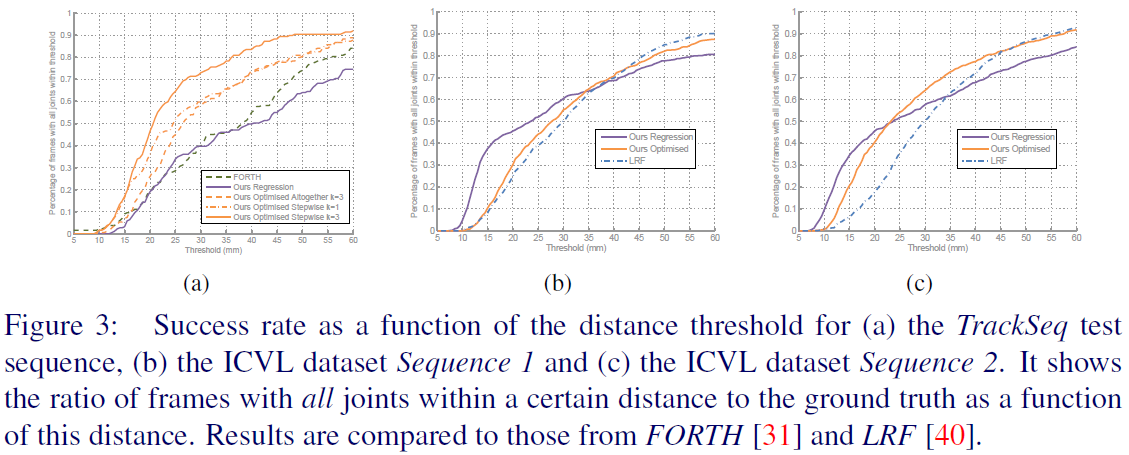 Percentage of frames with all joints within threshold
1
0.9
0.8
0.7
0.6
0.5
0.4
0.3
0.2
0.1
0
5 10 15 20 25 30 35 40 45 50 55 60
Threshold (mm)
FORTH
Ours Regression
Ours Optimised Altogether k=3
Ours Optimised Stepwise k=1
Ours Optimised Stepwise k=3
(a)
Percentage of frames with all joints within threshold
1
0.9
0.8
0.7
0.6
0.5
0.4
0.3
0.2
0.1
0
5 10 15 20 25 30 35 40 45 50 55 60
Threshold (mm)
Ours Regression
Ours Optimised
LRF
(b)
Percentage of frames with all joints within threshold
1
0.9
0.8
0.7
0.6
0.5
0.4
0.3
0.2
0.1
0
5 10 15 20 25 30 35 40 45 50 55 60
Threshold (mm)
Ours Regression
Ours Optimised
LRF
(c)
Figure 3: Success rate as a function of the distance threshold for (a) the TrackSeq test
sequence, (b) the ICVL dataset Sequence 1 and (c) the ICVL dataset Sequence 2. It shows
the ratio of frames with all joints within a certain distance to the ground truth as a function
of this distance. Results are compared to those from FORTH [31] and LRF [40].